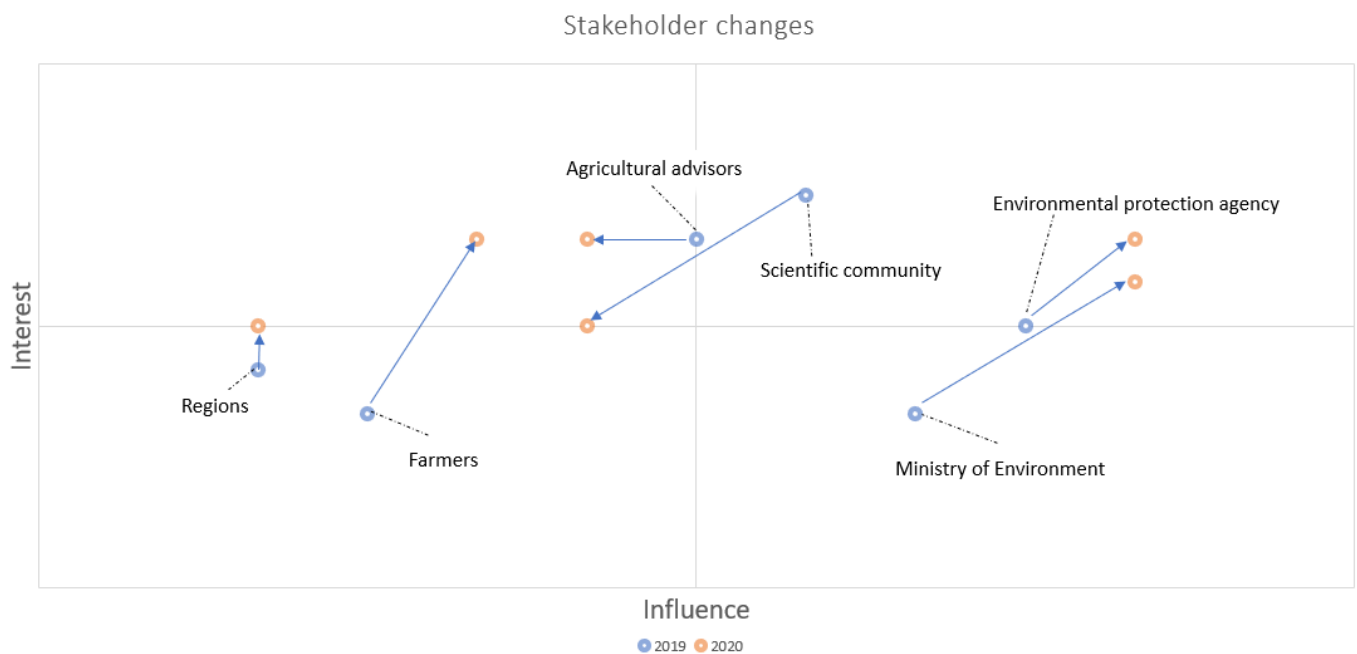 Stakeholder changes
Agricultural advisors
Environmental protection agency
Scientific community
Interest
Regions
Farmers
Ministry of Environment
Influence
2019 2020